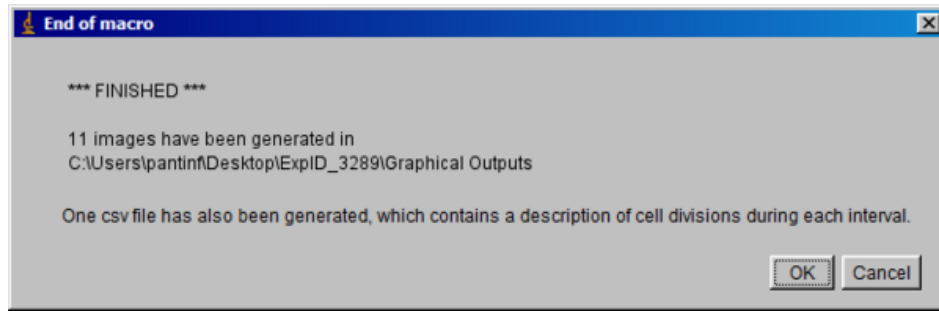 End of macro
*** FINISHED ***
11 images have been generated in
C:\Users\pantinf\Desktop\ExpID_3289\Graphical Outputs
One csv file has also been generated, which contains a description of cell divisions during each interval.
OK Cancel